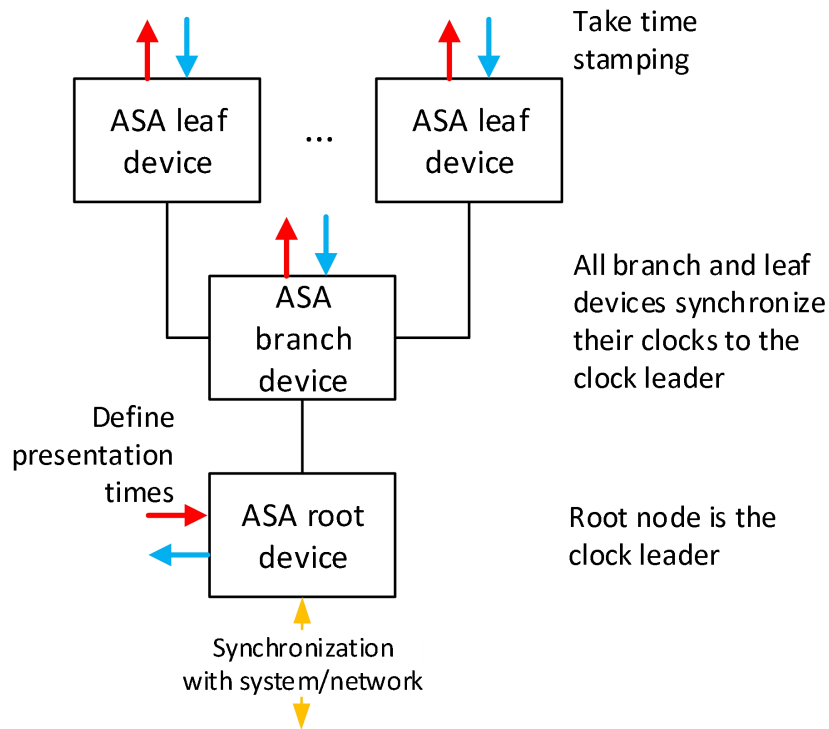 Take time
stamping
ASA leaf
device
...
ASA leaf
device
ASA
branch
device
All branch and leaf
devices synchronize
their clocks to the
clock leader
Define
presentation
times
ASA root
device
Root node is the
clock leader
Synchronization
with system/network